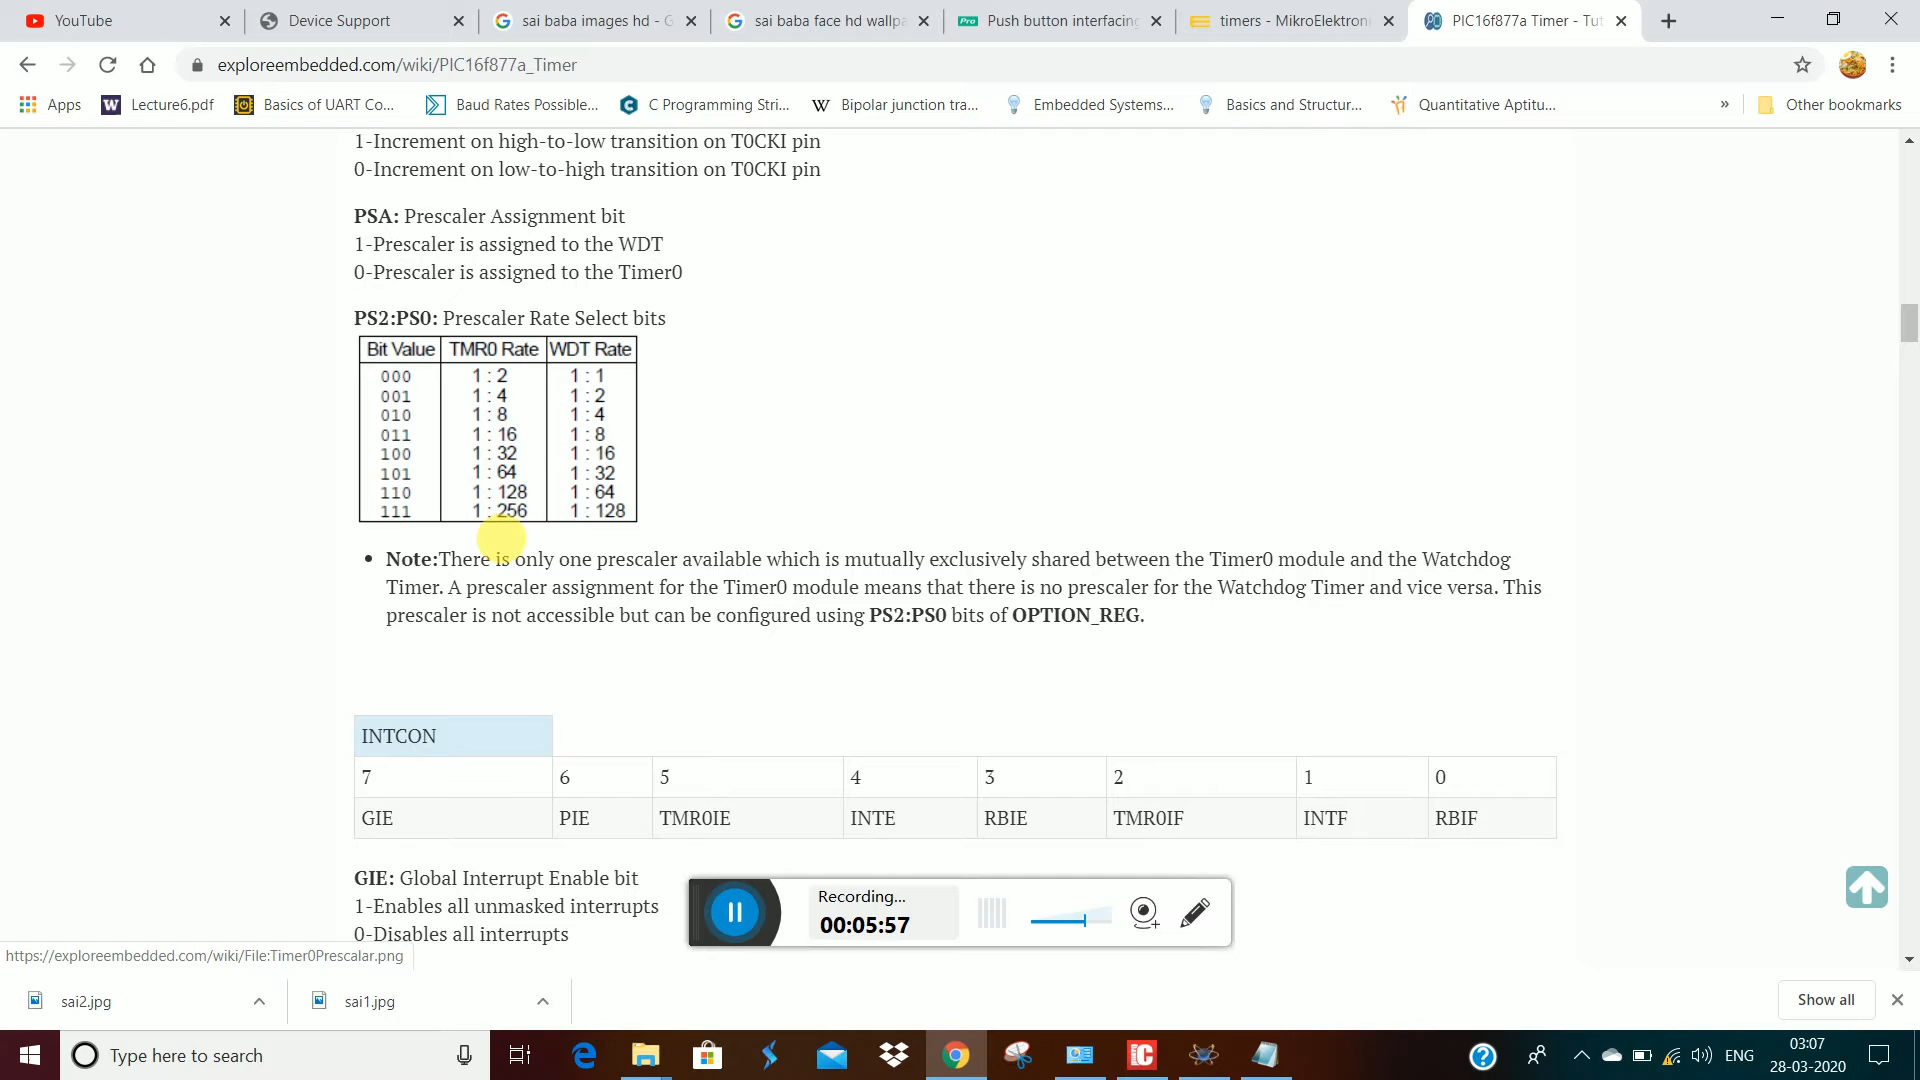 YouTube
Device Support
sai baba images hd - G
sai baba face hd wallpa
Pro Push button interfacing
timers - MikroElektroni
PIC16f877a Timer - Tut
exploreembedded.com/wiki/PIC16f877a_Timer
Apps
W Lecture6.pdf
Basics of UART Co...
Baud Rates Possible...
C Programming Stri...
W Bipolar junction tra...
Embedded Systems...
Basics and Structur...
Quantitative Aptitu...
»
Other bookmarks
1-Increment on high-to-low transition on T0CKI pin
0-Increment on low-to-high transition on T0CKI pin
PSA: Prescaler Assignment bit
1-Prescaler is assigned to the WDT
0-Prescaler is assigned to the Timer0
PS2:PS0: Prescaler Rate Select bits
Bit Value TMR0 Rate WDT Rate
000 1 : 2 1 : 1
001 1 : 4 1 : 2
010 1 : 8 1 : 4
011 1 : 16 1 : 8
100 1 : 32 1 : 16
101 1 : 64 1 : 32
110 1 : 128 1 : 64
111 1 : 256 1 : 128
Note:There is only one prescaler available which is mutually exclusively shared between the Timer0 module and the Watchdog
Timer. A prescaler assignment for the Timer0 module means that there is no prescaler for the Watchdog Timer and vice versa. This
prescaler is not accessible but can be configured using PS2:PS0 bits of OPTION_REG.
INTCON
7 6 5 4 3 2 1 0
GIE PIE TMR0IE INTE RBIE TMR0IF INTF RBIF
GIE: Global Interrupt Enable bit
1-Enables all unmasked interrupts
0-Disables all interrupts
Recording...
00:05:57
https://exploreembedded.com/wiki/File:Timer0Prescalar.png
sai2.jpg
sai1.jpg
Show all
Type here to search
ENG
03:07
28-03-2020